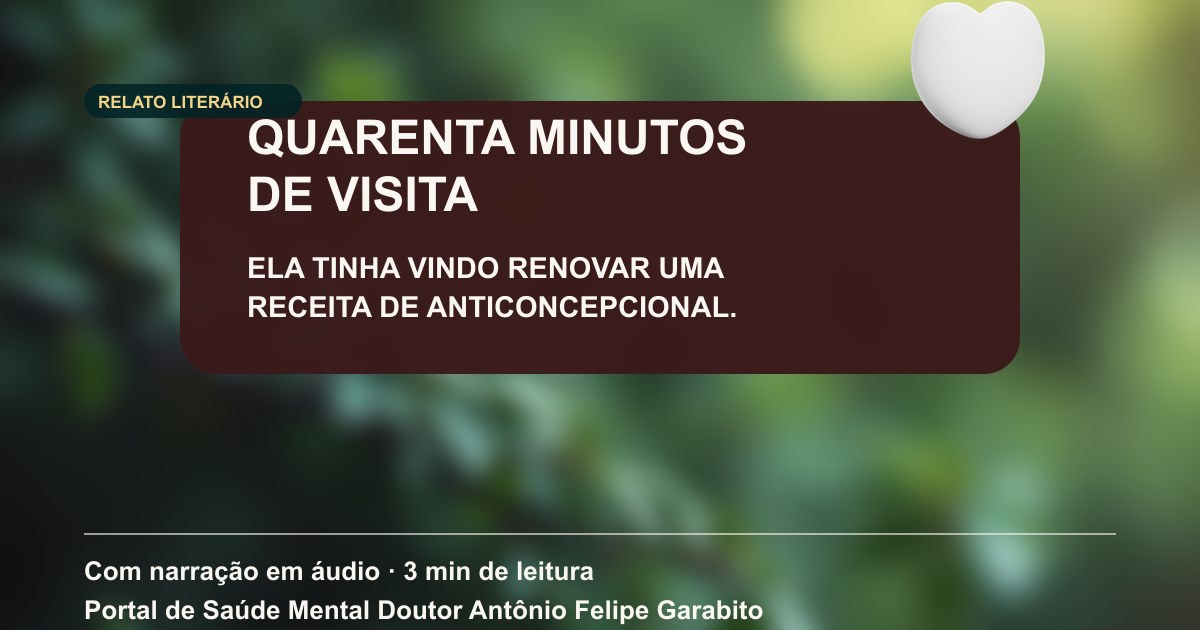 RELATO LITERÁRIO
QUARENTA MINUTOS
DE VISITA
ELA TINHA VINDO RENOVAR UMA
RECEITA DE ANTICONCEPCIONAL.
Com narração em áudio · 3 min de leitura
Portal de Saúde Mental Doutor Antônio Felipe Garabito